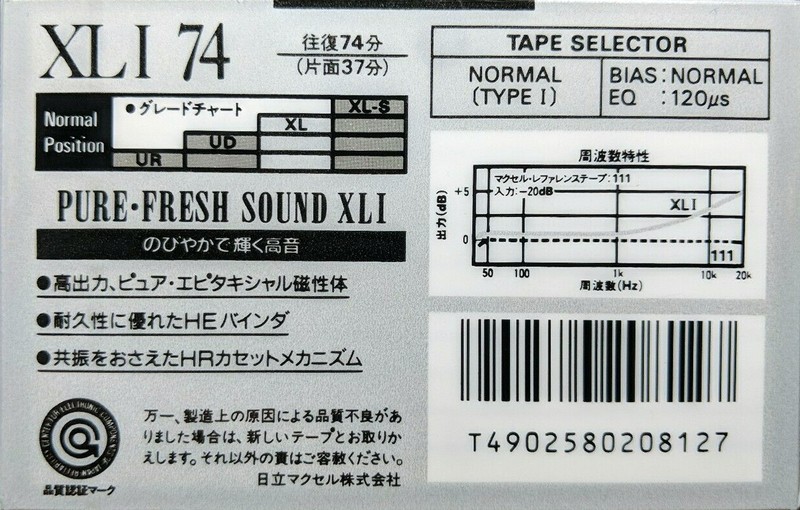 XLI 74
往復74分
(片面37分)
Normal
Position
●グレードチャート
XL-S
XL
UD
UR
PURE・FRESH SOUND XLI
のびやかで輝く高音
●高出力、ピュア・エピタキシャル磁性体
●耐久性に優れたHEバインダ
●共振をおさえたHRカセットメカニズム
品質認証マーク
万一、製造上の原因による品質不良があ
りました場合は、新しいテープとお取りか
えします。それ以外の責はご容赦ください。
日立マクセル株式会社
TAPE SELECTOR
NORMAL
(TYPE I)
BIAS:NORMAL
EQ :120μs
周波数特性
マクセル・レファレンステープ:111
入力:-20dB
XLI
111
出力(dB)
+5
0
50 100 1k 10k 20k
周波数(Hz)
T4902580208127